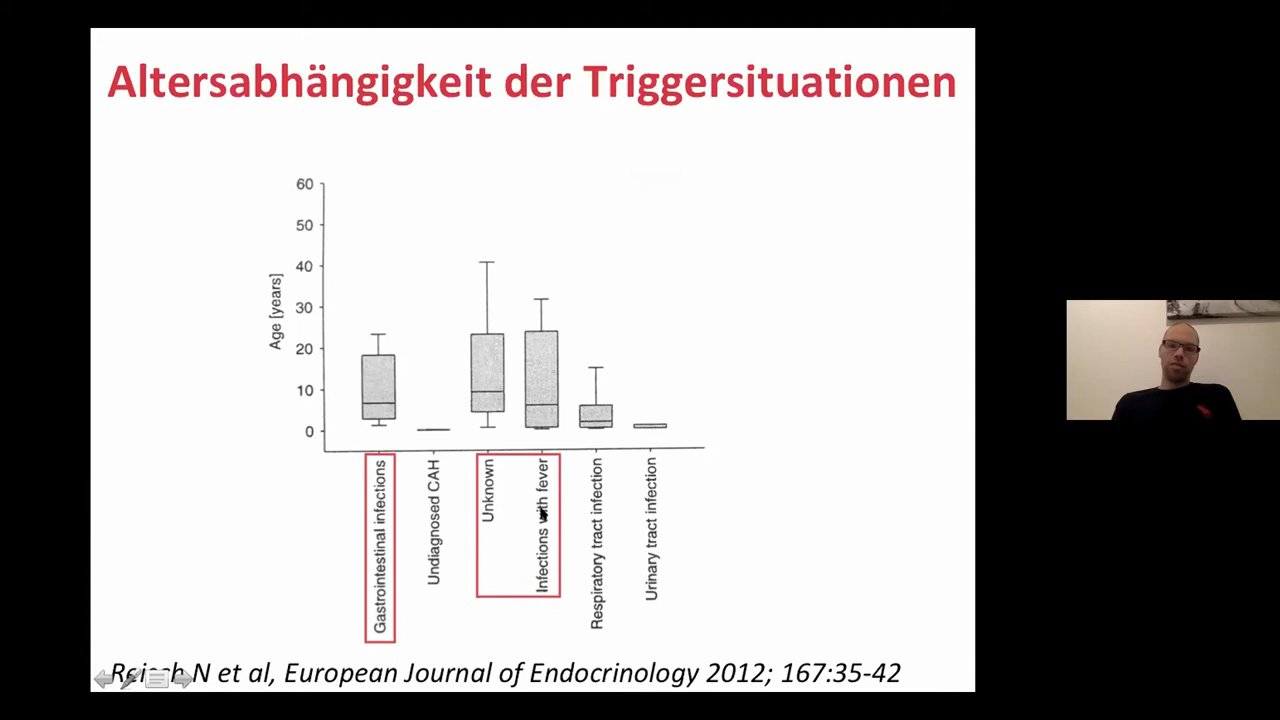 Altersabhängigkeit der Triggersituationen
60
50
40
30
20
10
0
Age [years]
Gastrointestinal infections
Undiagnosed CAH
Unknown
Infections with fever
Respiratory tract infection
Urinary tract infection
Reisch N et al, European Journal of Endocrinology 2012; 167:35-42